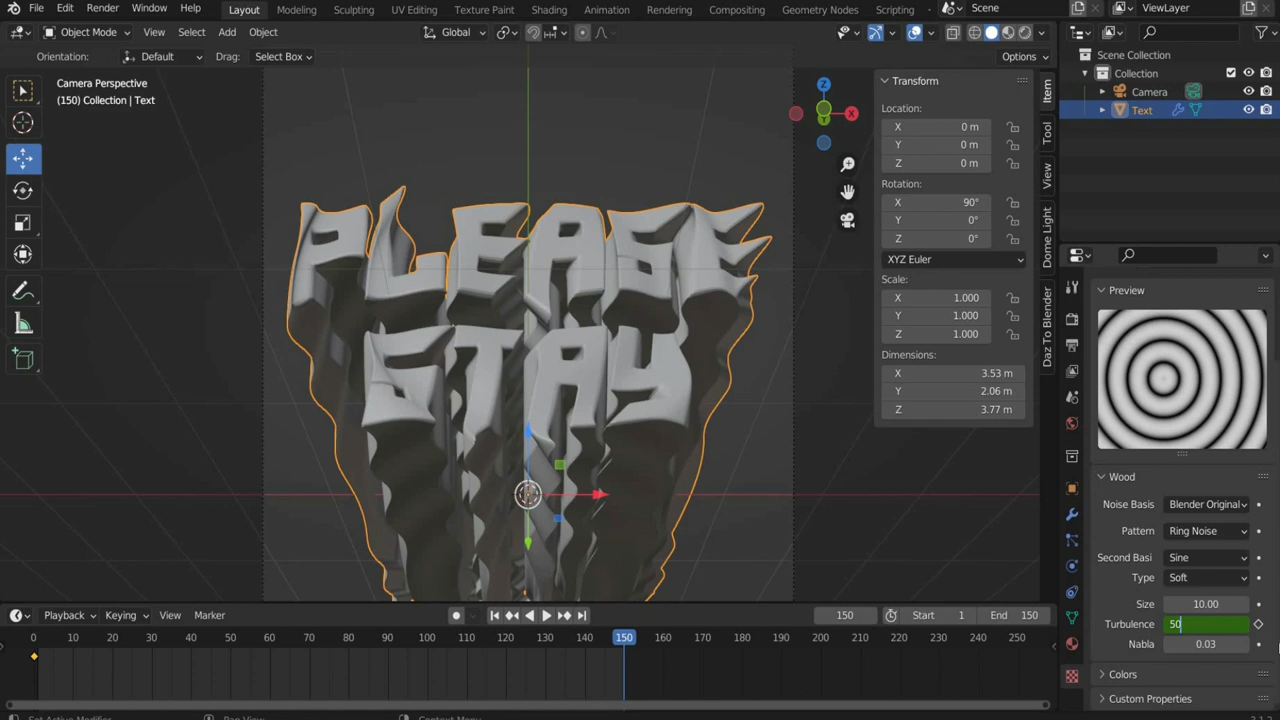 File Edit Render Window Help Layout Modeling Sculpting UV Editing Texture Paint Shading Animation Rendering Compositing Geometry Nodes Scripting Scene ViewLayer
Object Mode View Select Add Object Global
Orientation: Default Drag: Select Box Options
Camera Perspective
(150) Collection | Text
Transform
Location:
X 0 m
Y 0 m
Z 0 m
Rotation:
X 90°
Y 0°
Z 0°
XYZ Euler
Scale:
X 1.000
Y 1.000
Z 1.000
Dimensions:
X 3.53 m
Y 2.06 m
Z 3.77 m
Item
Tool
View
Dome Light
Daz To Blender
Z
X
Y
PLEASE
STAY
Scene Collection
Collection
Camera
Text
Preview
Wood
Noise Basis Blender Original
Pattern Ring Noise
Second Basi Sine
Type Soft
Size 10.00
Turbulence 50
Nabla 0.03
Colors
Custom Properties
Playback Keying View Marker 150 Start 1 End 150
0 10 20 30 40 50 60 70 80 90 100 110 120 130 140 150 160 170 180 190 200 210 220 230 240 250